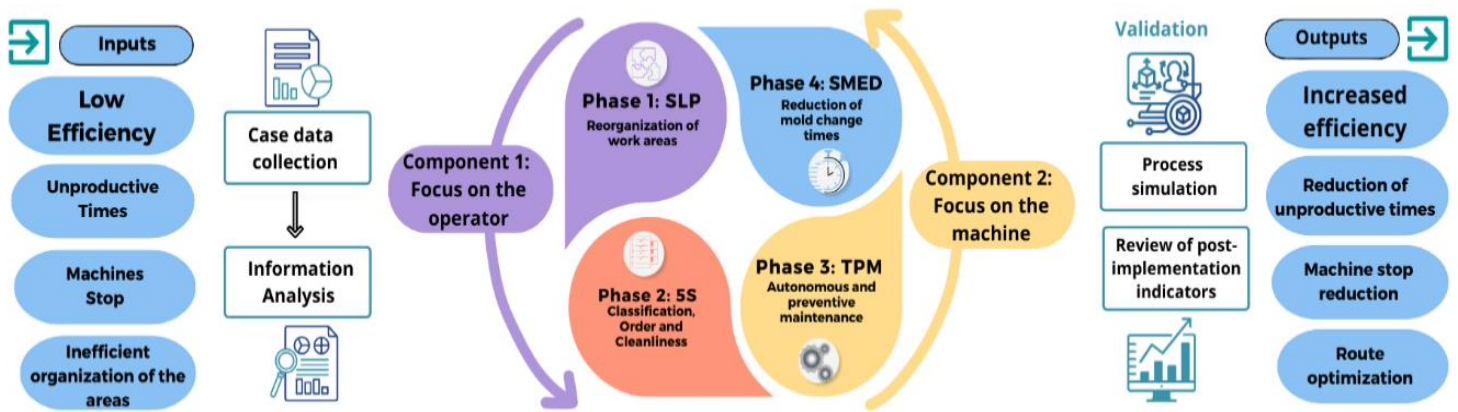 Inputs
Low
Efficiency
Unproductive
Times
Machines
Stop
Inefficient
organization of the
areas
Case data
collection
Information
Analysis
Component 1:
Focus on the
operator
Phase 1: SLP
Reorganization of
work areas
Phase 2: 5S
Classification,
Order and
Cleanliness
Phase 3: TPM
Autonomous and
preventive
maintenance
Phase 4: SMED
Reduction of
mold change
times
Component 2:
Focus on the
machine
Validation
Process
simulation
Review of post-
implementation
indicators
Outputs
Increased
efficiency
Reduction of
unproductive times
Machine stop
reduction
Route
optimization